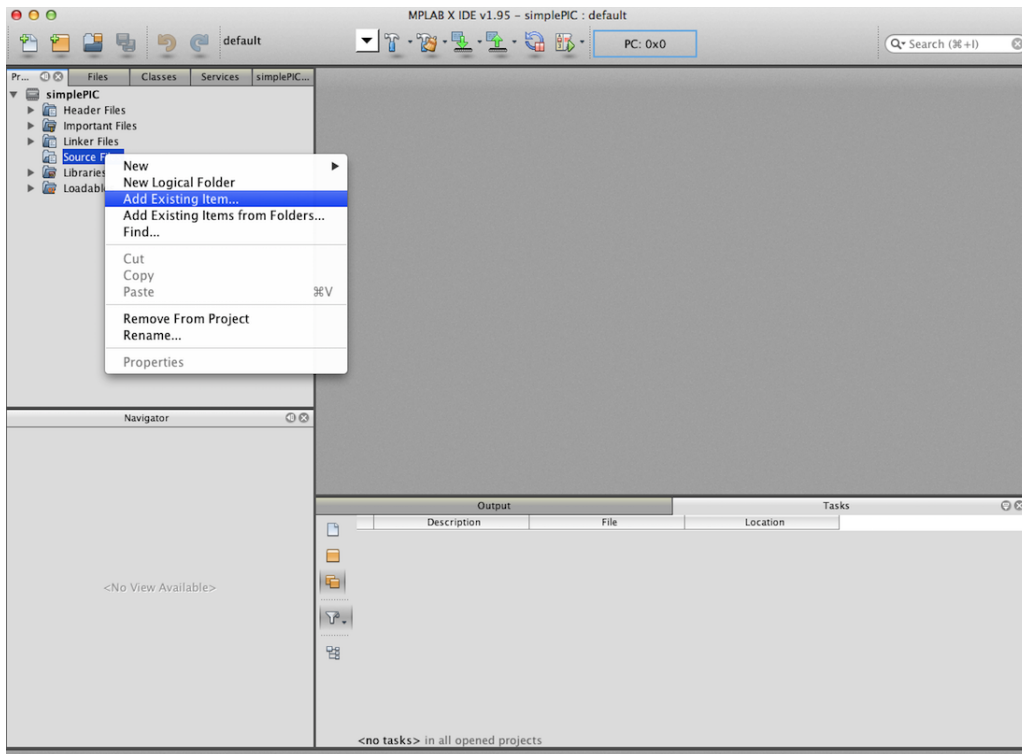 MPLAB X IDE v1.95 – simplePIC : default
default
PC: 0x0
Search (⌘+I)
Pr... Files Classes Services simplePIC...
simplePIC
Header Files
Important Files
Linker Files
Source F
Libraries
Loadabl
New
New Logical Folder
Add Existing Item...
Add Existing Items from Folders...
Find...
Cut
Copy
Paste ⌘V
Remove From Project
Rename...
Properties
Navigator
<No View Available>
Output Tasks
Description File Location
<no tasks> in all opened projects